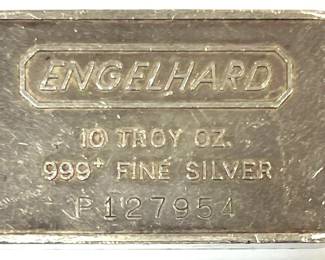 ENGELHARD
10 TROY OZ.
999+ FINE SILVER
P127954